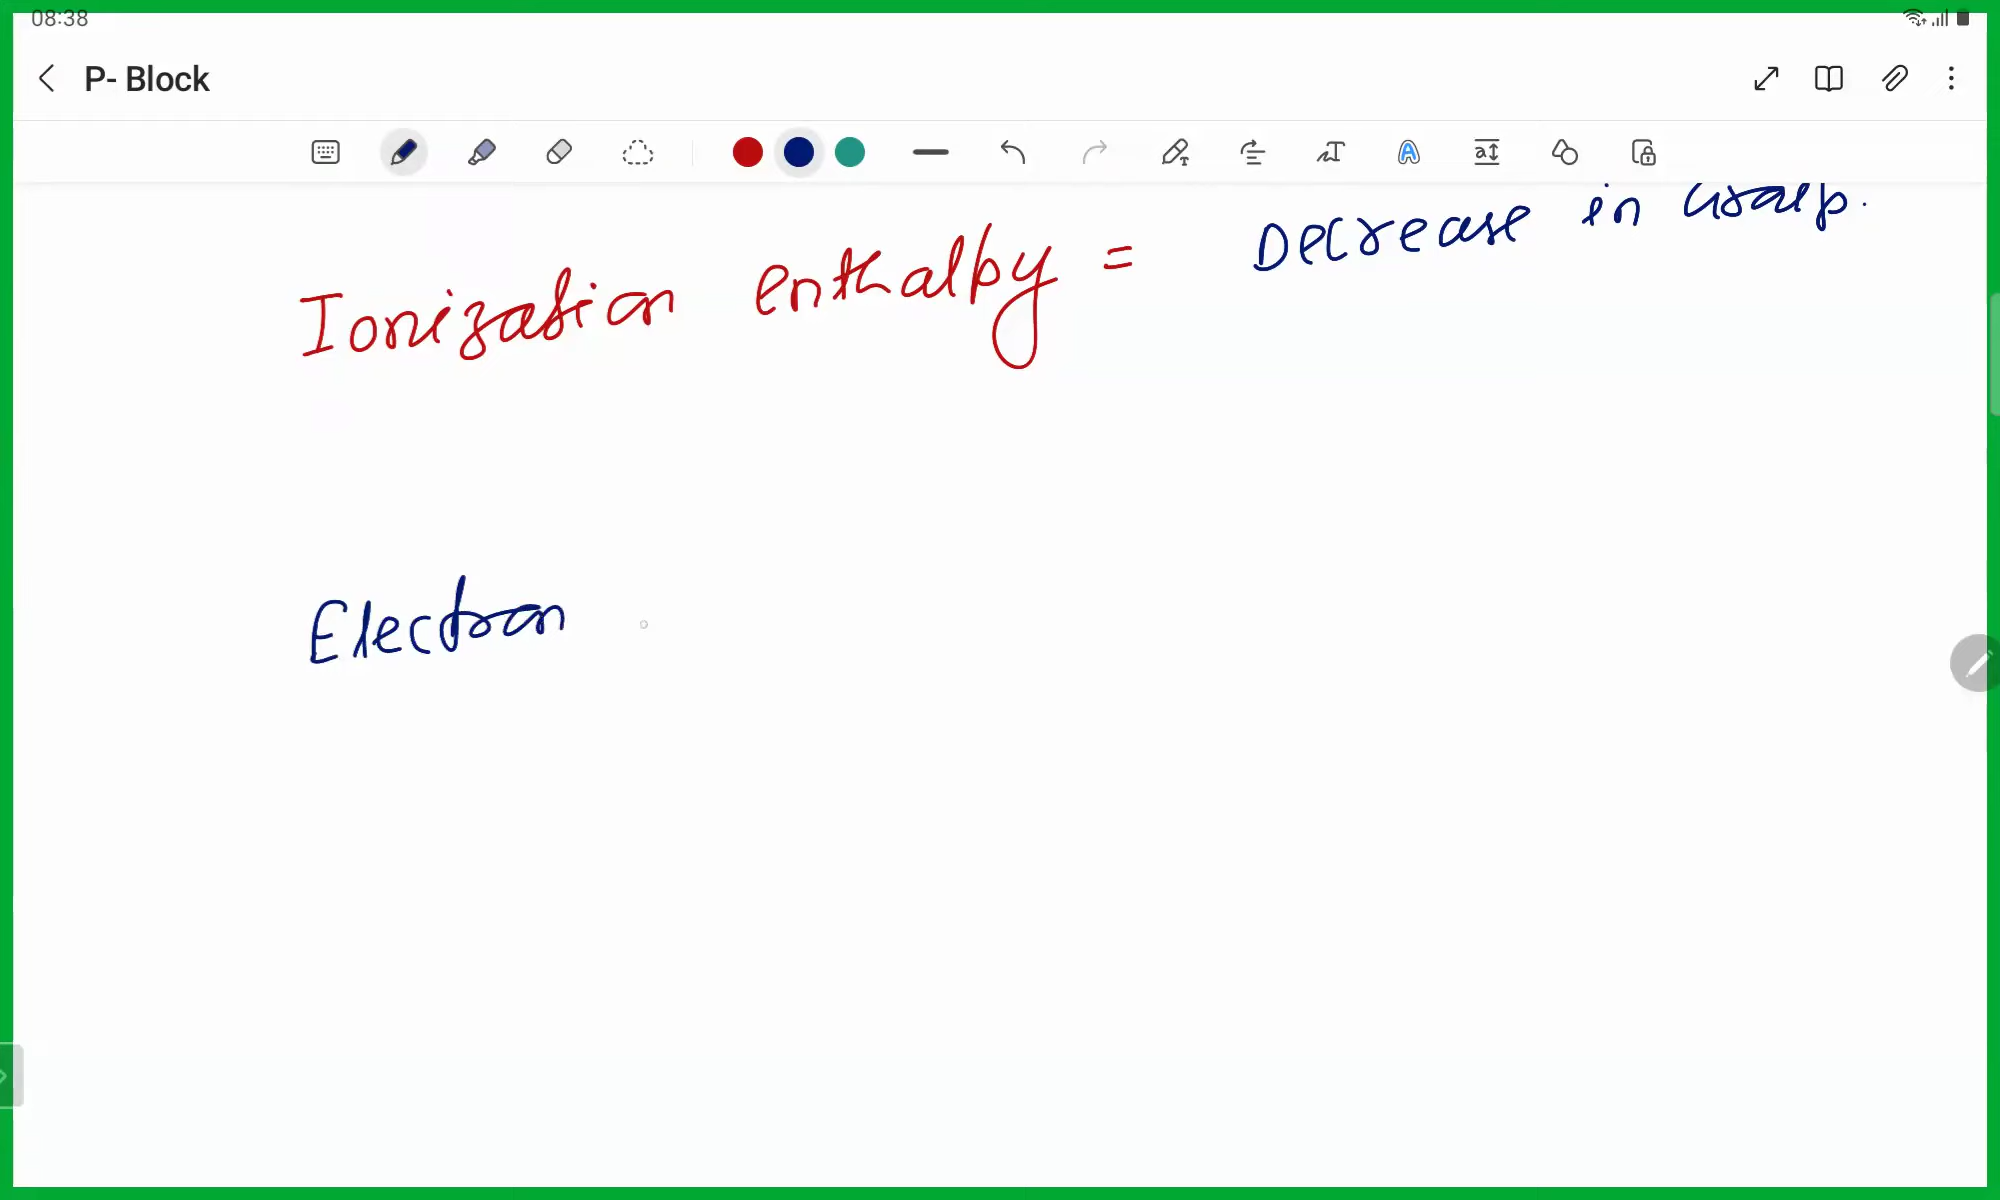 08:38
P- Block
Decrease in Group.
Ionization enthalpy =
Electron